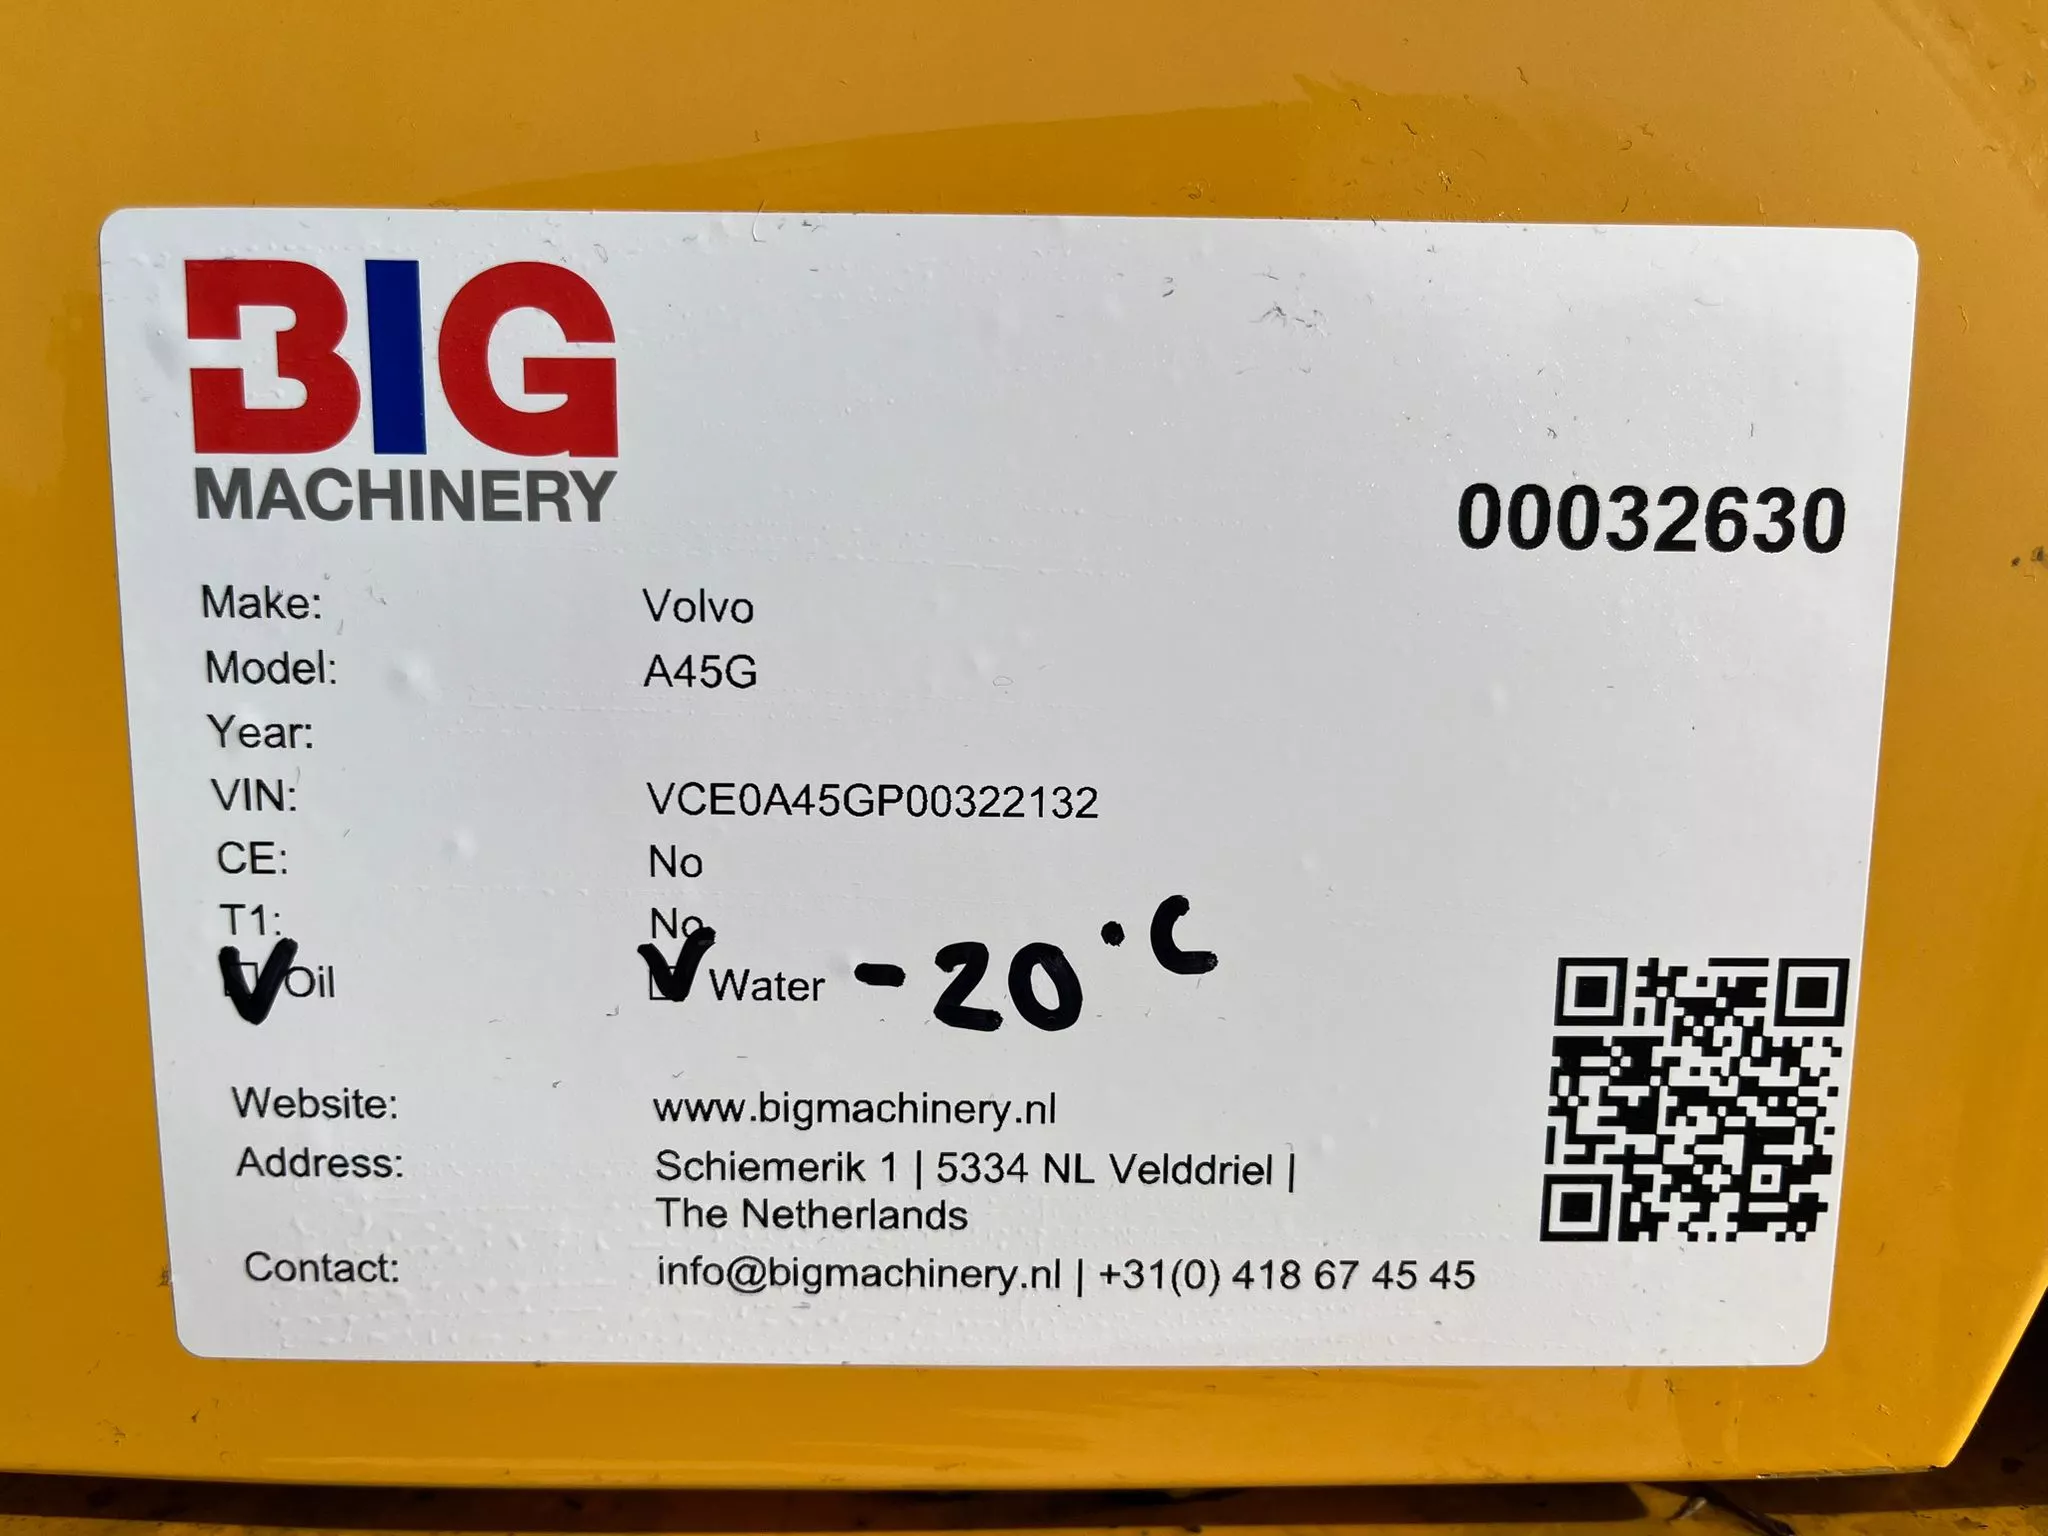 BIG
MACHINERY
00032630
Make: Volvo
Model: A45G
Year:
VIN: VCE0A45GP00322132
CE: No
T1: No
V Oil V Water -20°C
Website: www.bigmachinery.nl
Address: Schiemerik 1 | 5334 NL Velddriel |
The Netherlands
Contact: info@bigmachinery.nl | +31(0) 418 67 45 45